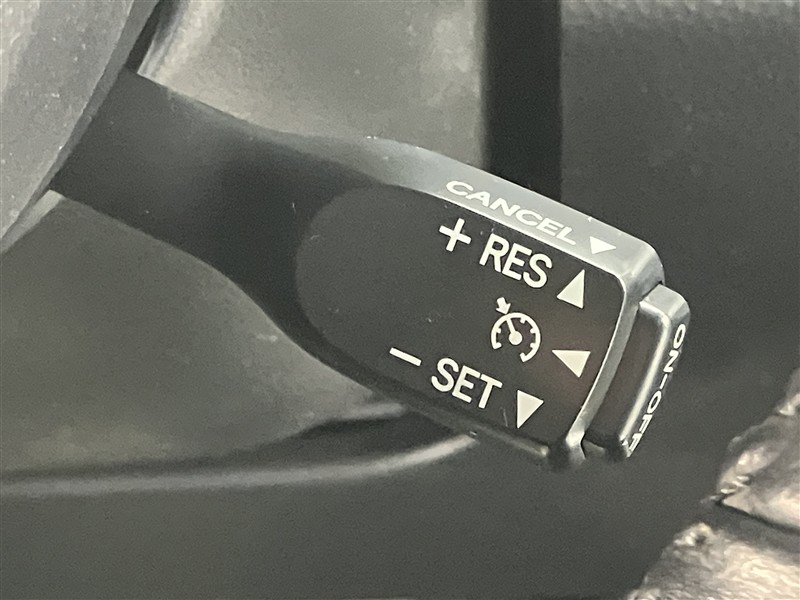 CANCEL ▼
+ RES ▲
◀
− SET ▼
ON-OFF